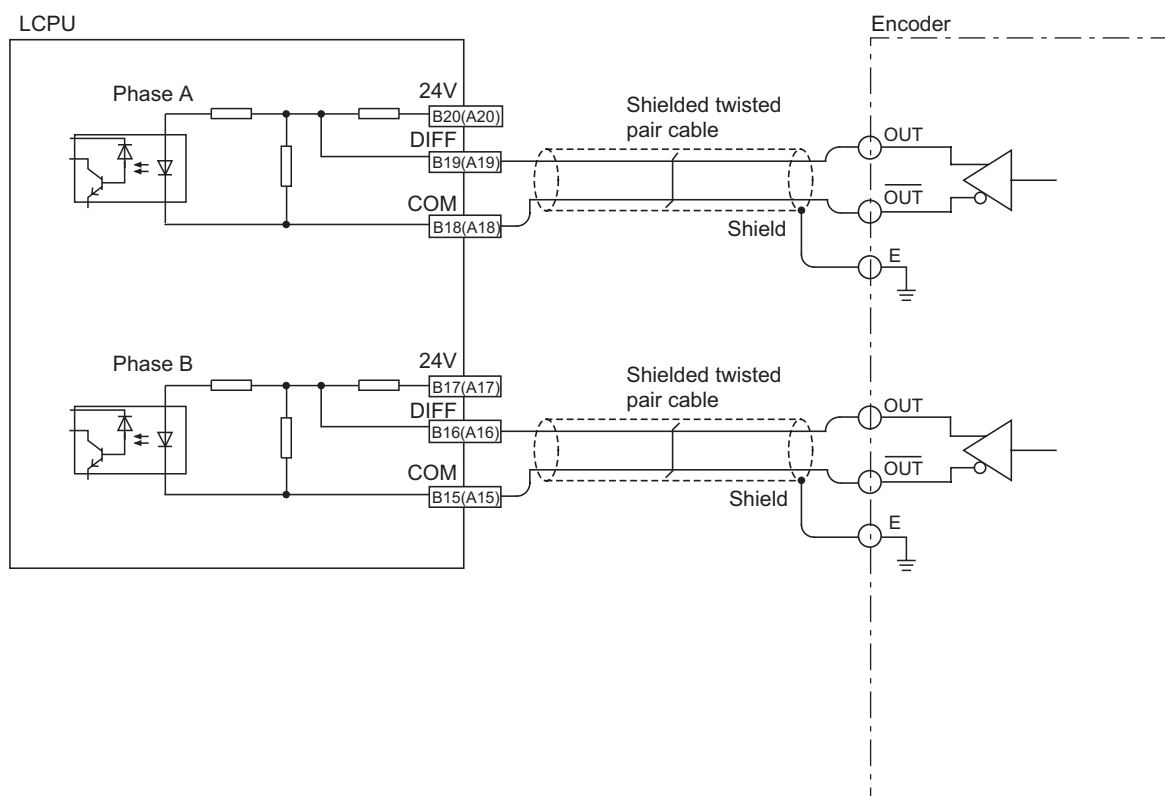 LCPU
Encoder
Phase A
24V
B20(A20)
DIFF
B19(A19)
COM
B18(A18)
Shielded twisted
pair cable
Shield
OUT
OUT
E
Phase B
24V
B17(A17)
DIFF
B16(A16)
COM
B15(A15)
Shielded twisted
pair cable
Shield
OUT
OUT
E